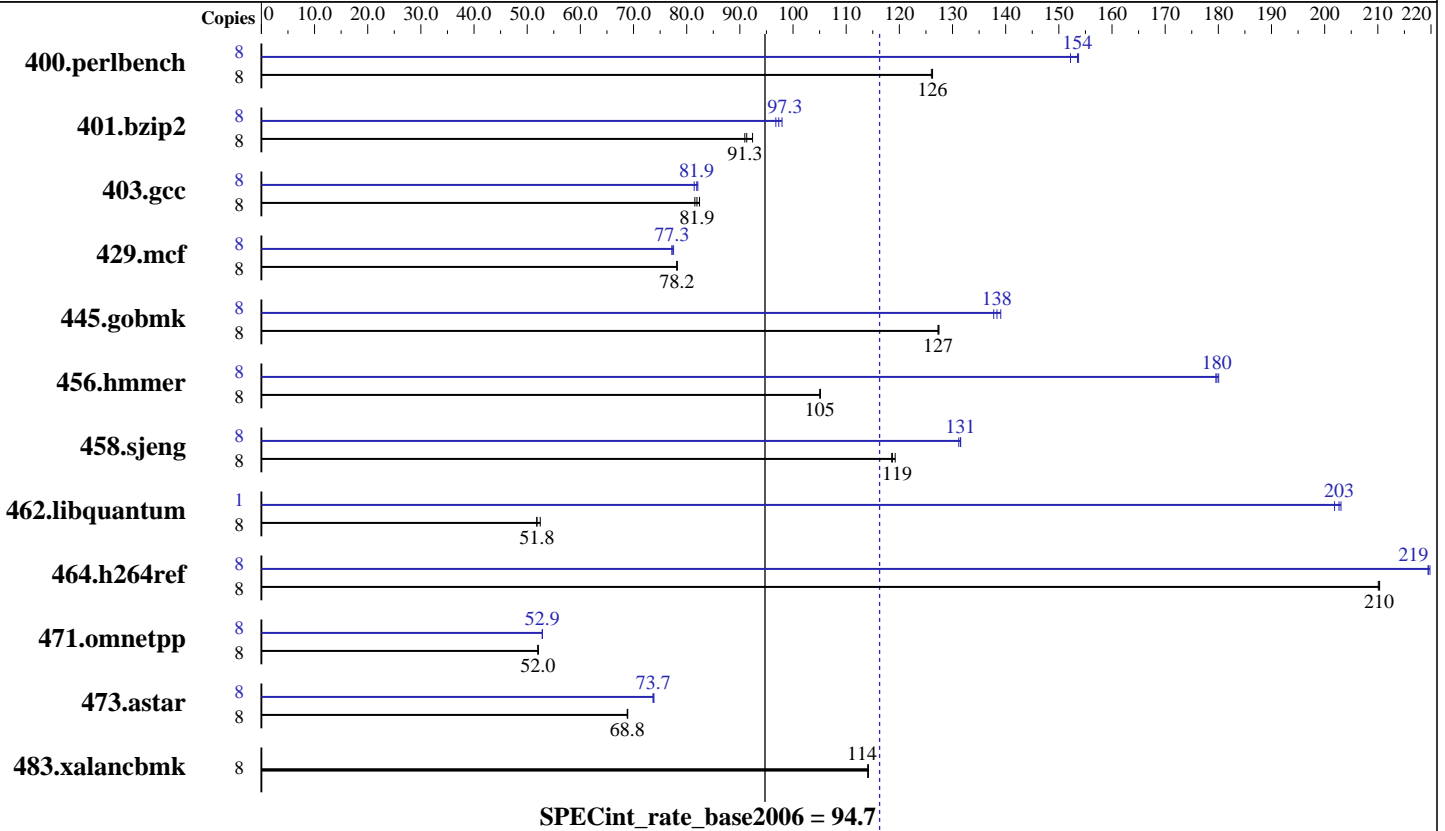 Copies 0 10.0 20.0 30.0 40.0 50.0 60.0 70.0 80.0 90.0 100 110 120 130 140 150 160 170 180 190 200 210 220
400.perlbench 8 154
8 126
401.bzip2 8 97.3
8 91.3
403.gcc 8 81.9
8 81.9
429.mcf 8 77.3
8 78.2
445.gobmk 8 138
8 127
456.hmmer 8 180
8 105
458.sjeng 8 131
8 119
462.libquantum 1 203
8 51.8
464.h264ref 8 219
8 210
471.omnetpp 8 52.9
8 52.0
473.astar 8 73.7
8 68.8
483.xalancbmk 8 114
SPECint_rate_base2006 = 94.7